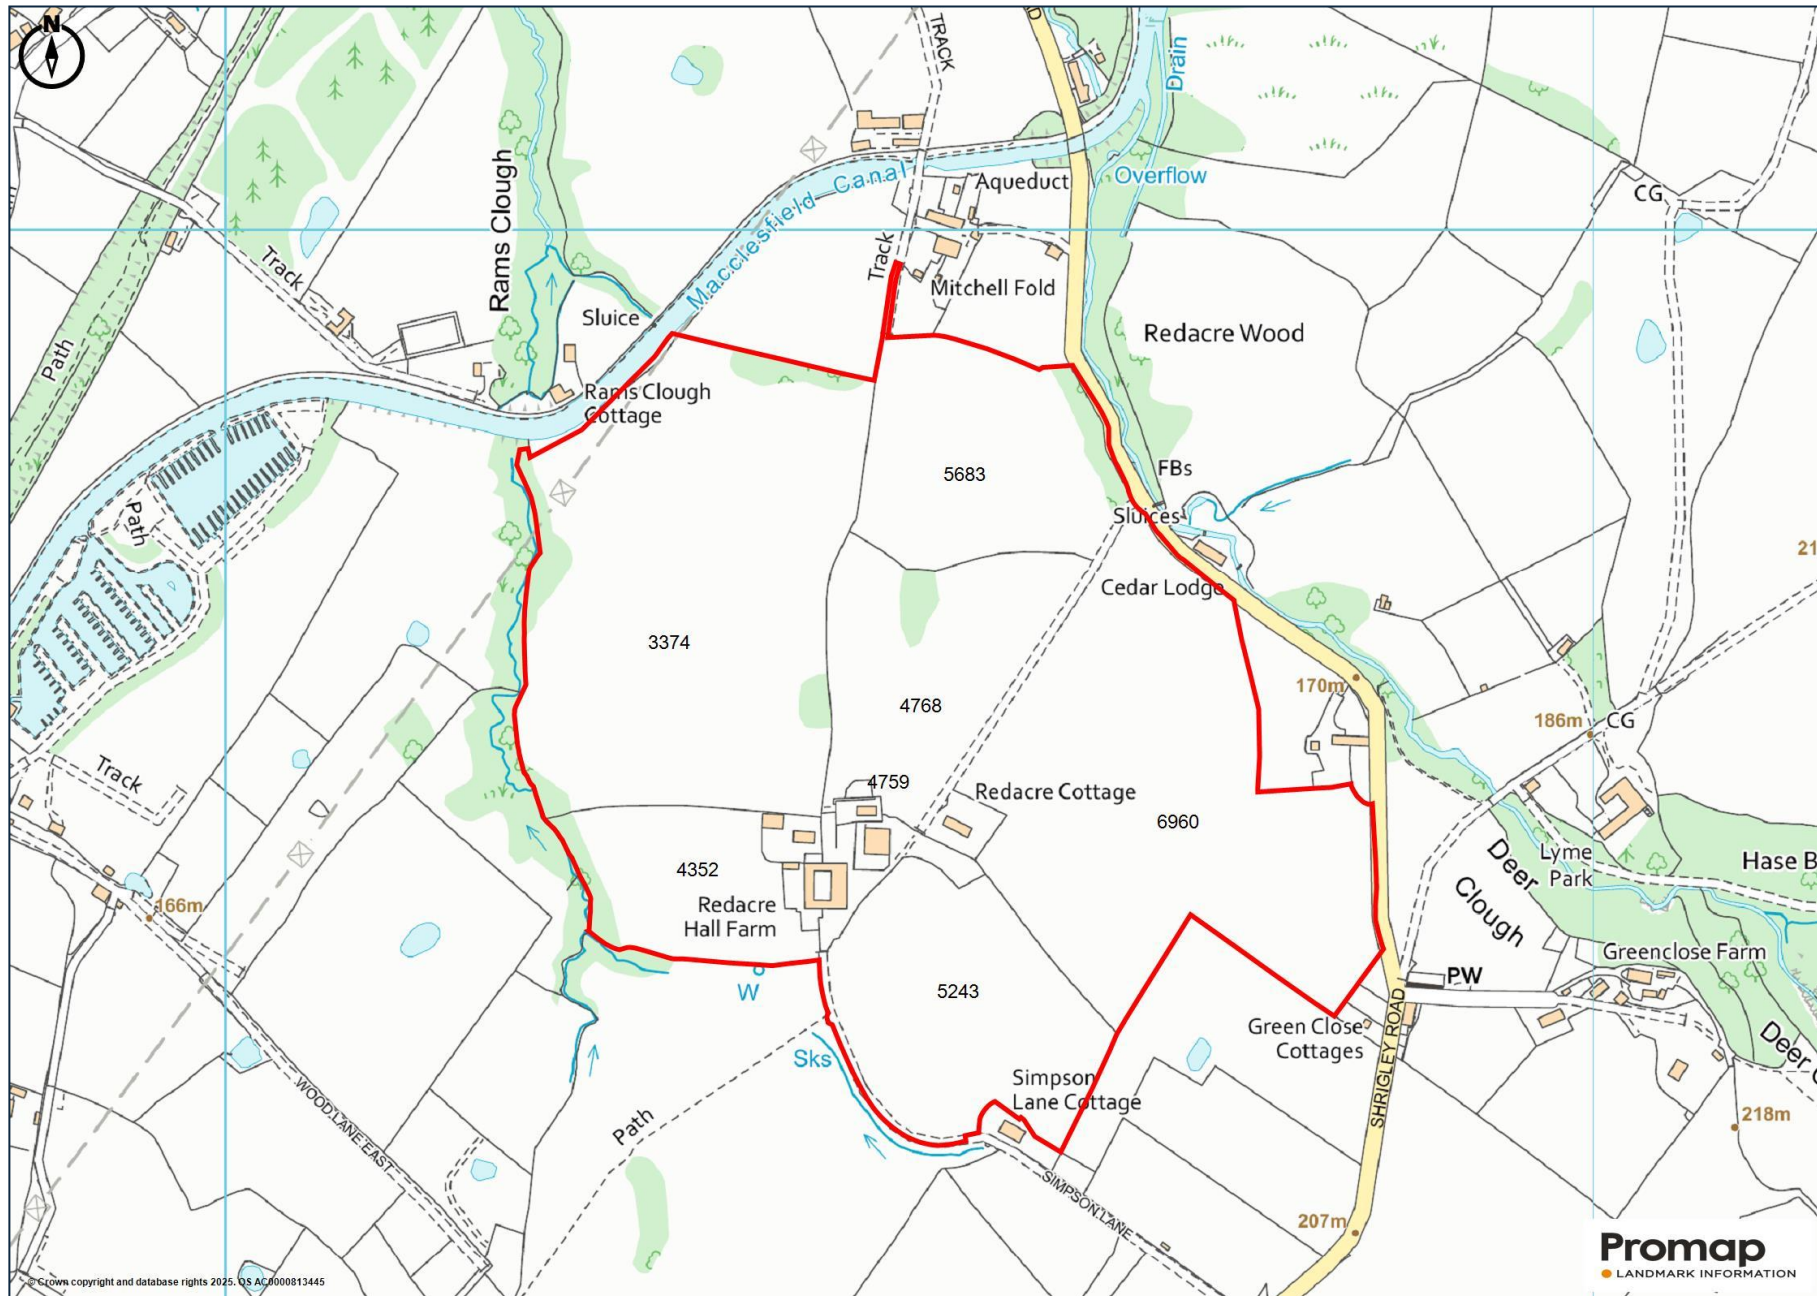 N
D
TRACK
Drain
Overflow
Aqueduct
CG
Rams Clough
Macclesfield Canal
Track
Track
Mitchell Fold
Sluice
Redacre Wood
Path
Rams Clough
Cottage
5683
FBs
Sluices
Path
21
Cedar Lodge
3374
170m
4768
186m
CG
Track
4759
Redacre Cottage
6960
Deer
Clough
Lyme
Park
Hase B
4352
166m
Redacre
Hall Farm
Greenclose Farm
PW
W
5243
Green Close
Cottages
SHRIGLEY ROAD
Sks
Simpson
Lane Cottage
Path
WOOD LANE EAST
218m
SIMPSON LANE
207m
Promap
LANDMARK INFORMATION
© Crown copyright and database rights 2025. OS AC0000813445